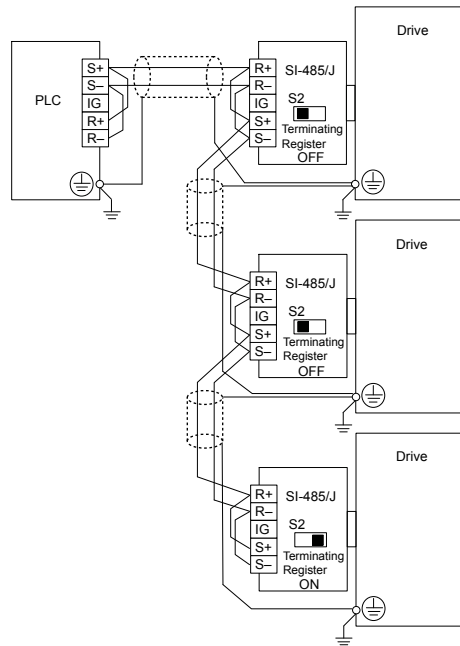 Drive
PLC
S+
S–
IG
R+
R–
R+
R–
IG
S+
S–
SI-485/J
S2
Terminating
Register
OFF
Drive
R+
R–
IG
S+
S–
SI-485/J
S2
Terminating
Register
OFF
Drive
R+
R–
IG
S+
S–
SI-485/J
S2
Terminating
Register
ON